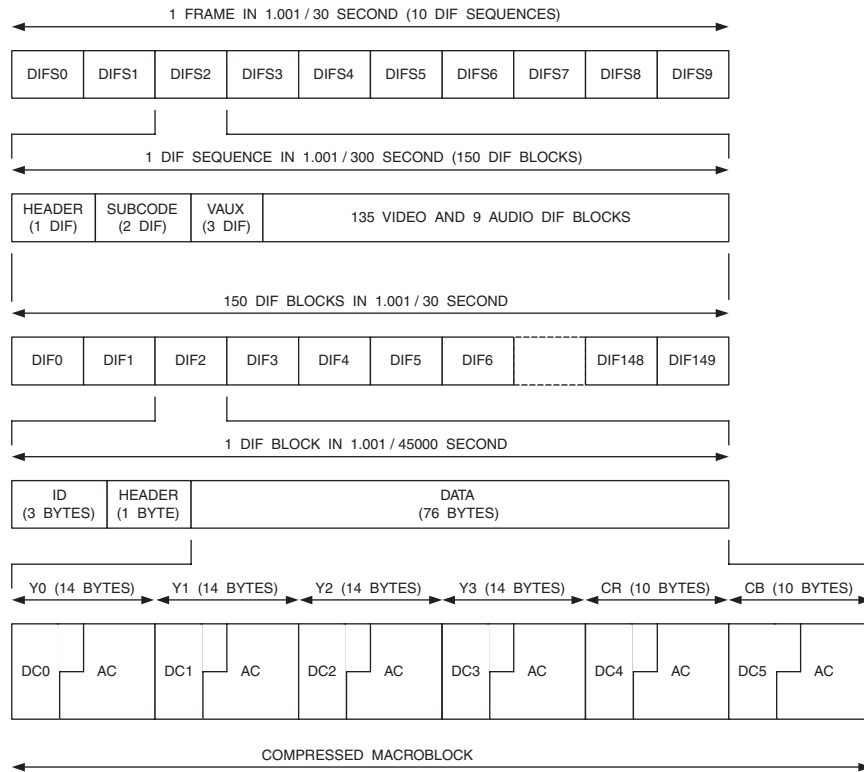 1 FRAME IN 1.001 / 30 SECOND (10 DIF SEQUENCES)
DIFS0 DIFS1 DIFS2 DIFS3 DIFS4 DIFS5 DIFS6 DIFS7 DIFS8 DIFS9
1 DIF SEQUENCE IN 1.001 / 300 SECOND (150 DIF BLOCKS)
HEADER (1 DIF)
SUBCODE (2 DIF)
VAUX (3 DIF)
135 VIDEO AND 9 AUDIO DIF BLOCKS
150 DIF BLOCKS IN 1.001 / 30 SECOND
DIF0 DIF1 DIF2 DIF3 DIF4 DIF5 DIF6 DIF148 DIF149
1 DIF BLOCK IN 1.001 / 45000 SECOND
ID (3 BYTES)
HEADER (1 BYTE)
DATA (76 BYTES)
Y0 (14 BYTES) Y1 (14 BYTES) Y2 (14 BYTES) Y3 (14 BYTES) CR (10 BYTES) CB (10 BYTES)
DC0 AC DC1 AC DC2 AC DC3 AC DC4 AC DC5 AC
COMPRESSED MACROBLOCK